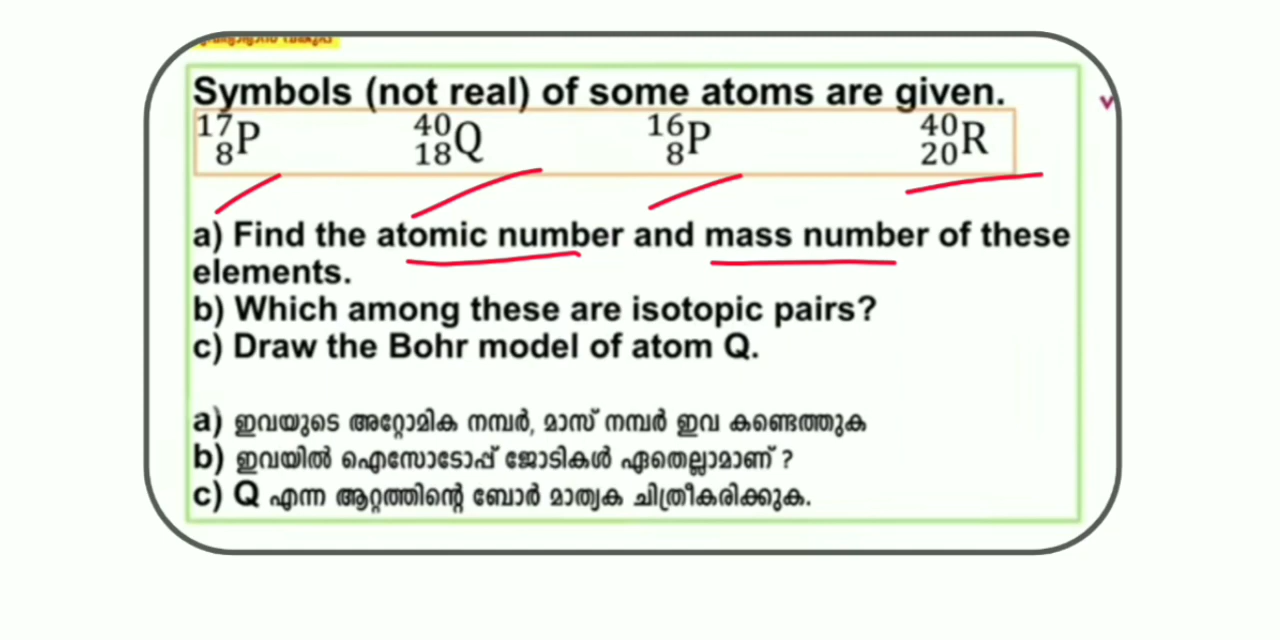 Symbols (not real) of some atoms are given.
¹⁷₈P ⁴⁰₁₈Q ¹⁶₈P ⁴⁰₂₀R
a) Find the atomic number and mass number of these
elements.
b) Which among these are isotopic pairs?
c) Draw the Bohr model of atom Q.
a) ഇവയുടെ അറ്റോമിക നമ്പർ, മാസ് നമ്പർ ഇവ കണ്ടെത്തുക
b) ഇവയിൽ ഐസോടോപ്പ് ജോടികൾ ഏതെല്ലാമാണ് ?
c) Q എന്ന ആറ്റത്തിന്റെ ബോർ മാതൃക ചിത്രീകരിക്കുക.